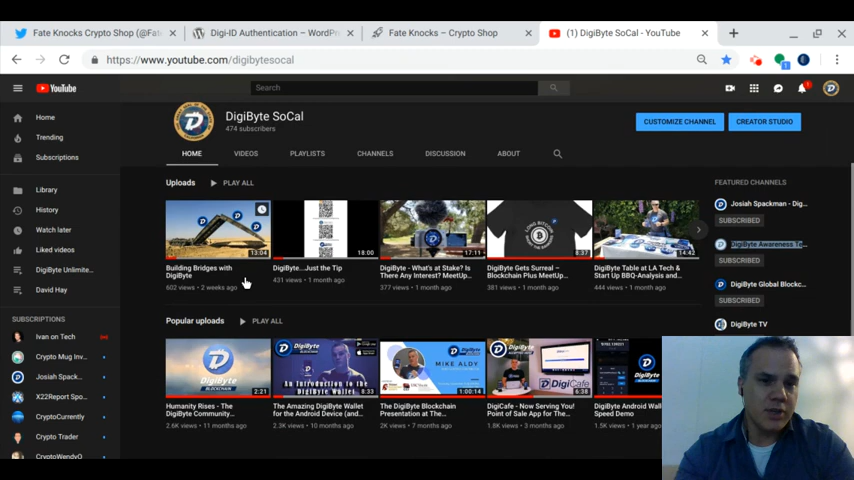 Fate Knocks Crypto Shop (@Fat
Digi-ID Authentication – WordPr
Fate Knocks – Crypto Shop
(1) DigiByte SoCal - YouTube
https://www.youtube.com/digibytesocal
YouTube
Search
Home
Trending
Subscriptions
Library
History
Watch later
Liked videos
DigiByte Unlimite...
David Hay
SUBSCRIPTIONS
Ivan on Tech
Crypto Mug Inv...
Josiah Spack...
X22Report Spo...
CryptoCurrently
Crypto Trader
CryptoWendyO
DigiByte SoCal
474 subscribers
CUSTOMIZE CHANNEL
CREATOR STUDIO
HOME
VIDEOS
PLAYLISTS
CHANNELS
DISCUSSION
ABOUT
Uploads
PLAY ALL
13:04
Building Bridges with
DigiByte
602 views • 2 weeks ago
18:00
DigiByte...Just the Tip
431 views • 1 month ago
17:11
DigiByte - What's at Stake? Is
There Any Interest? MeetUp...
377 views • 1 month ago
LONG BITCOIN
8:37
DigiByte Gets Surreal –
Blockchain Plus MeetUp...
381 views • 1 month ago
14:42
DigiByte Table at LA Tech &
Start Up BBQ-Analysis and
444 views • 1 month ago
Popular uploads
PLAY ALL
DIGIBYTE
BLOCKCHAIN
2:21
Humanity Rises - The
DigiByte Community...
2.6K views • 11 months ago
An Introduction to
the DigiByte Wallet
8:33
The Amazing DigiByte Wallet
for the Android Device (and...
2.3K views • 10 months ago
MIKE ALDY
1:00:14
The DigiByte Blockchain
Presentation at The...
2K views • 7 months ago
DIGICAFE
6:38
DigiCafe - Now Serving You!
Point of Sale App for The...
1.8K views • 3 months ago
DigiByte Android Wall
Speed Demo
1.5K views • 1 year ago
FEATURED CHANNELS
Josiah Spackman - Dig...
SUBSCRIBED
DigiByte Awareness Te...
SUBSCRIBED
DigiByte Global Blockc...
SUBSCRIBED
DigiByte TV